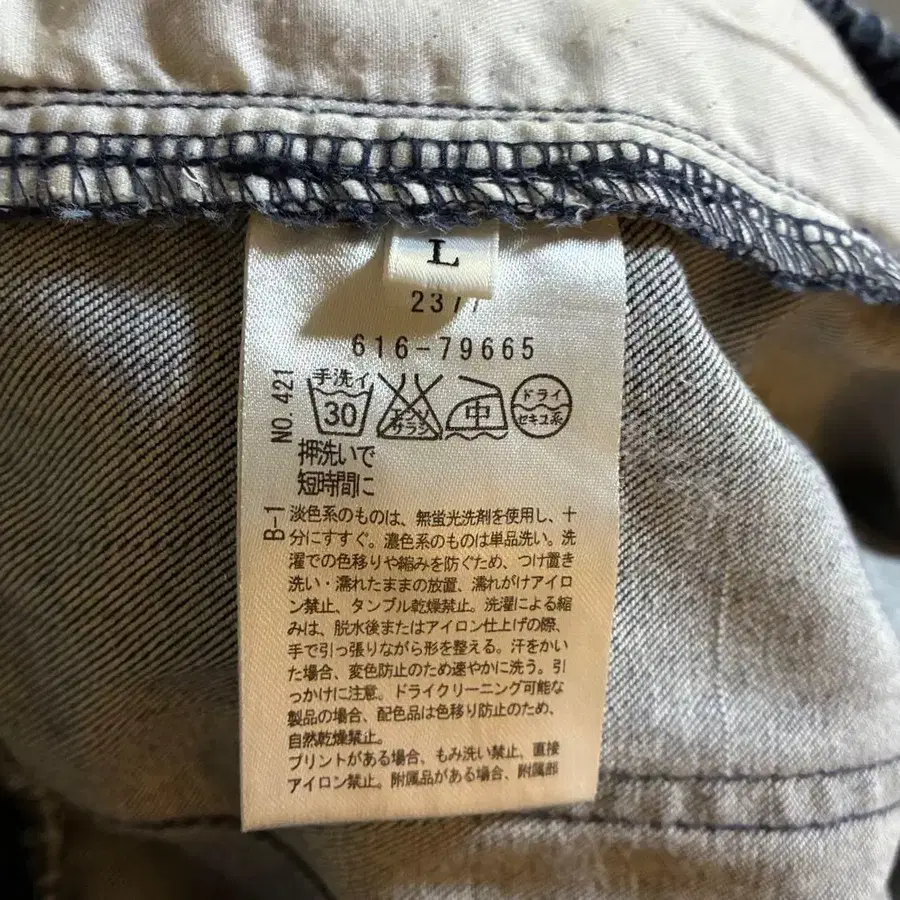 L
2377
616-79665
NO. 421
手洗イ
30
エンソ
サラシ
中
ドライ
セキユ系
押洗いで
短時間に
B-1
淡色系のものは、無蛍光洗剤を使用し、十
分にすすぐ。濃色系のものは単品洗い。洗
濯での色移りや縮みを防ぐため、つけ置き
洗い・濡れたままの放置、濡れがけアイロ
ン禁止、タンブル乾燥禁止。洗濯による縮
みは、脱水後またはアイロン仕上げの際、
手で引っ張りながら形を整える。汗をかい
た場合、変色防止のため速やかに洗う。引
っかけに注意。ドライクリーニング可能な
製品の場合、配色品は色移り防止のため、
自然乾燥禁止。
プリントがある場合、もみ洗い禁止、直接
アイロン禁止。附属品がある場合、附属部